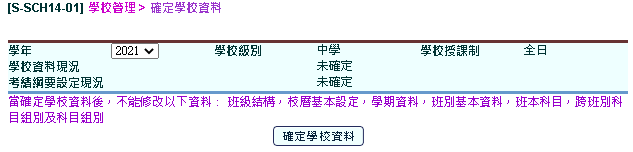 [S-SCH14-01] 學校管理 > 確定學校資料
學年 2021 學校級別 中學 學校授課制 全日
學校資料現況 未確定
考績綱要設定現況 未確定
當確定學校資料後，不能修改以下資料： 班級結構，校曆基本設定，學期資料，班別基本資料，班本科目，跨班別科
目組別及科目組別
確定學校資料